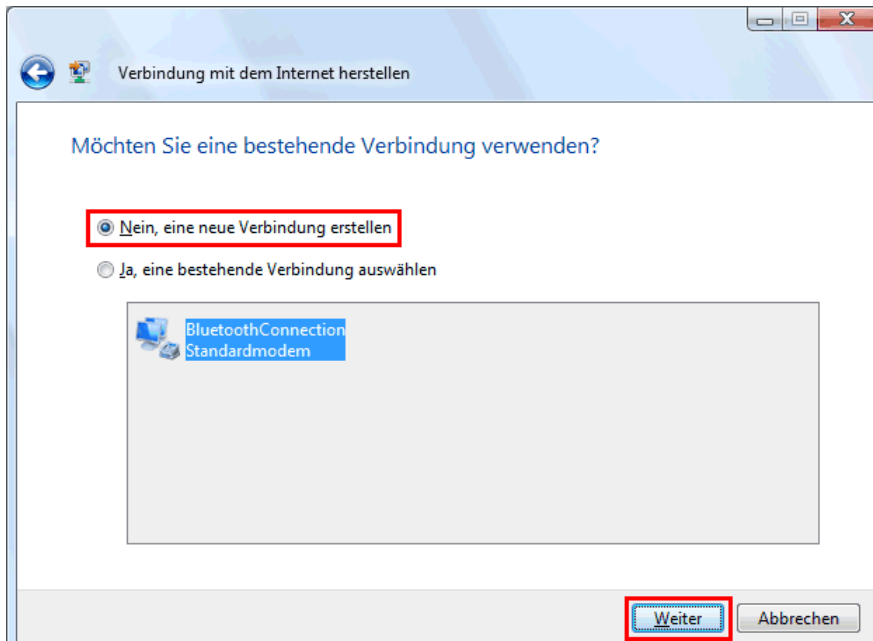 Verbindung mit dem Internet herstellen
Möchten Sie eine bestehende Verbindung verwenden?
Nein, eine neue Verbindung erstellen
Ja, eine bestehende Verbindung auswählen
BluetoothConnection
Standardmodem
Weiter
Abbrechen